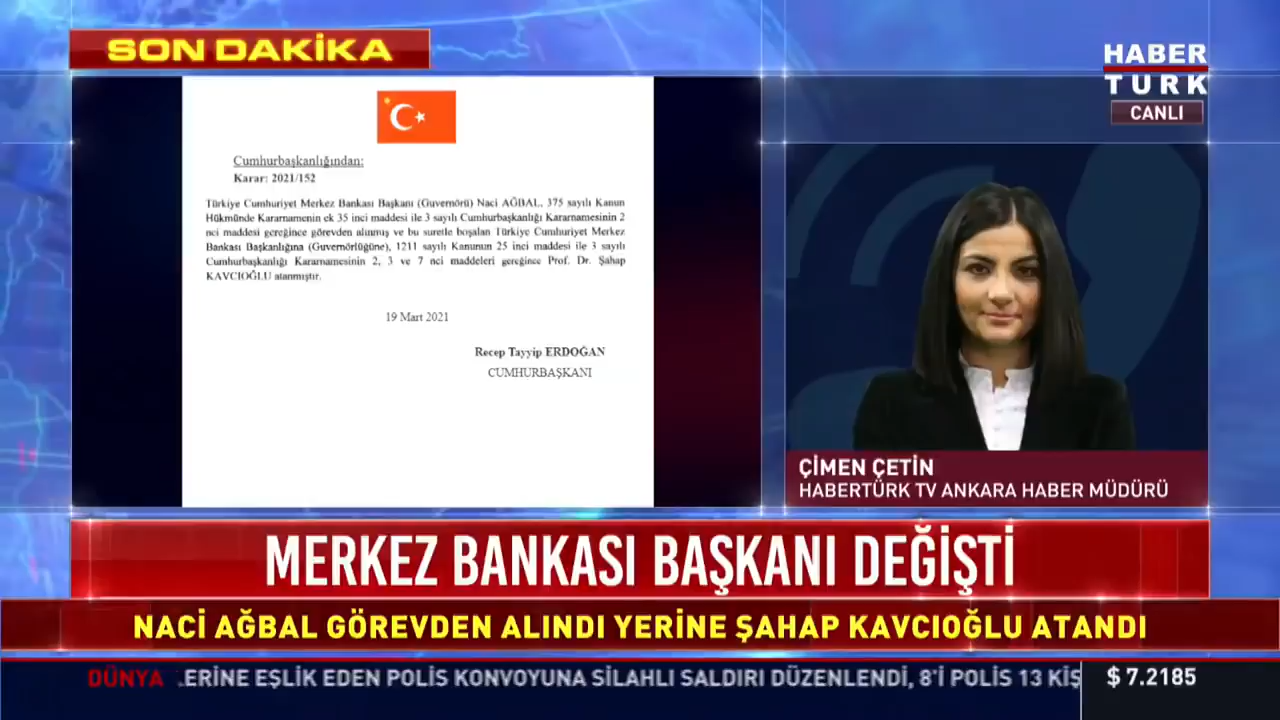 SON DAKİKA
HABER
TURK
CANLI
Cumhurbaşkanlığından:
Karar: 2021/152
Türkiye Cumhuriyet Merkez Bankası Başkanı (Guvernörü) Naci AĞBAL, 375 sayılı Kanun
Hükmünde Kararnamenin ek 35 inci maddesi ile 3 sayılı Cumhurbaşkanlığı Kararnamesinin 2
nci maddesi gereğince görevden alınmış ve bu suretle boşalan Türkiye Cumhuriyet Merkez
Bankası Başkanlığına (Guvernörlüğüne), 1211 sayılı Kanunun 25 inci maddesi ile 3 sayılı
Cumhurbaşkanlığı Kararnamesinin 2, 3 ve 7 nci maddeleri gereğince Prof. Dr. Şahap
KAVCIOĞLU atanmıştır.
19 Mart 2021
Recep Tayyip ERDOĞAN
CUMHURBAŞKANI
ÇİMEN ÇETİN
HABERTÜRK TV ANKARA HABER MÜDÜRÜ
MERKEZ BANKASI BAŞKANI DEĞİŞTİ
NACİ AĞBAL GÖREVDEN ALINDI YERİNE ŞAHAP KAVCIOĞLU ATANDI
DÜNYA .ERİNE EŞLİK EDEN POLİS KONVOYUNA SİLAHLI SALDIRI DÜZENLENDİ, 8'İ POLİS 13 KİŞ
$ 7.2185